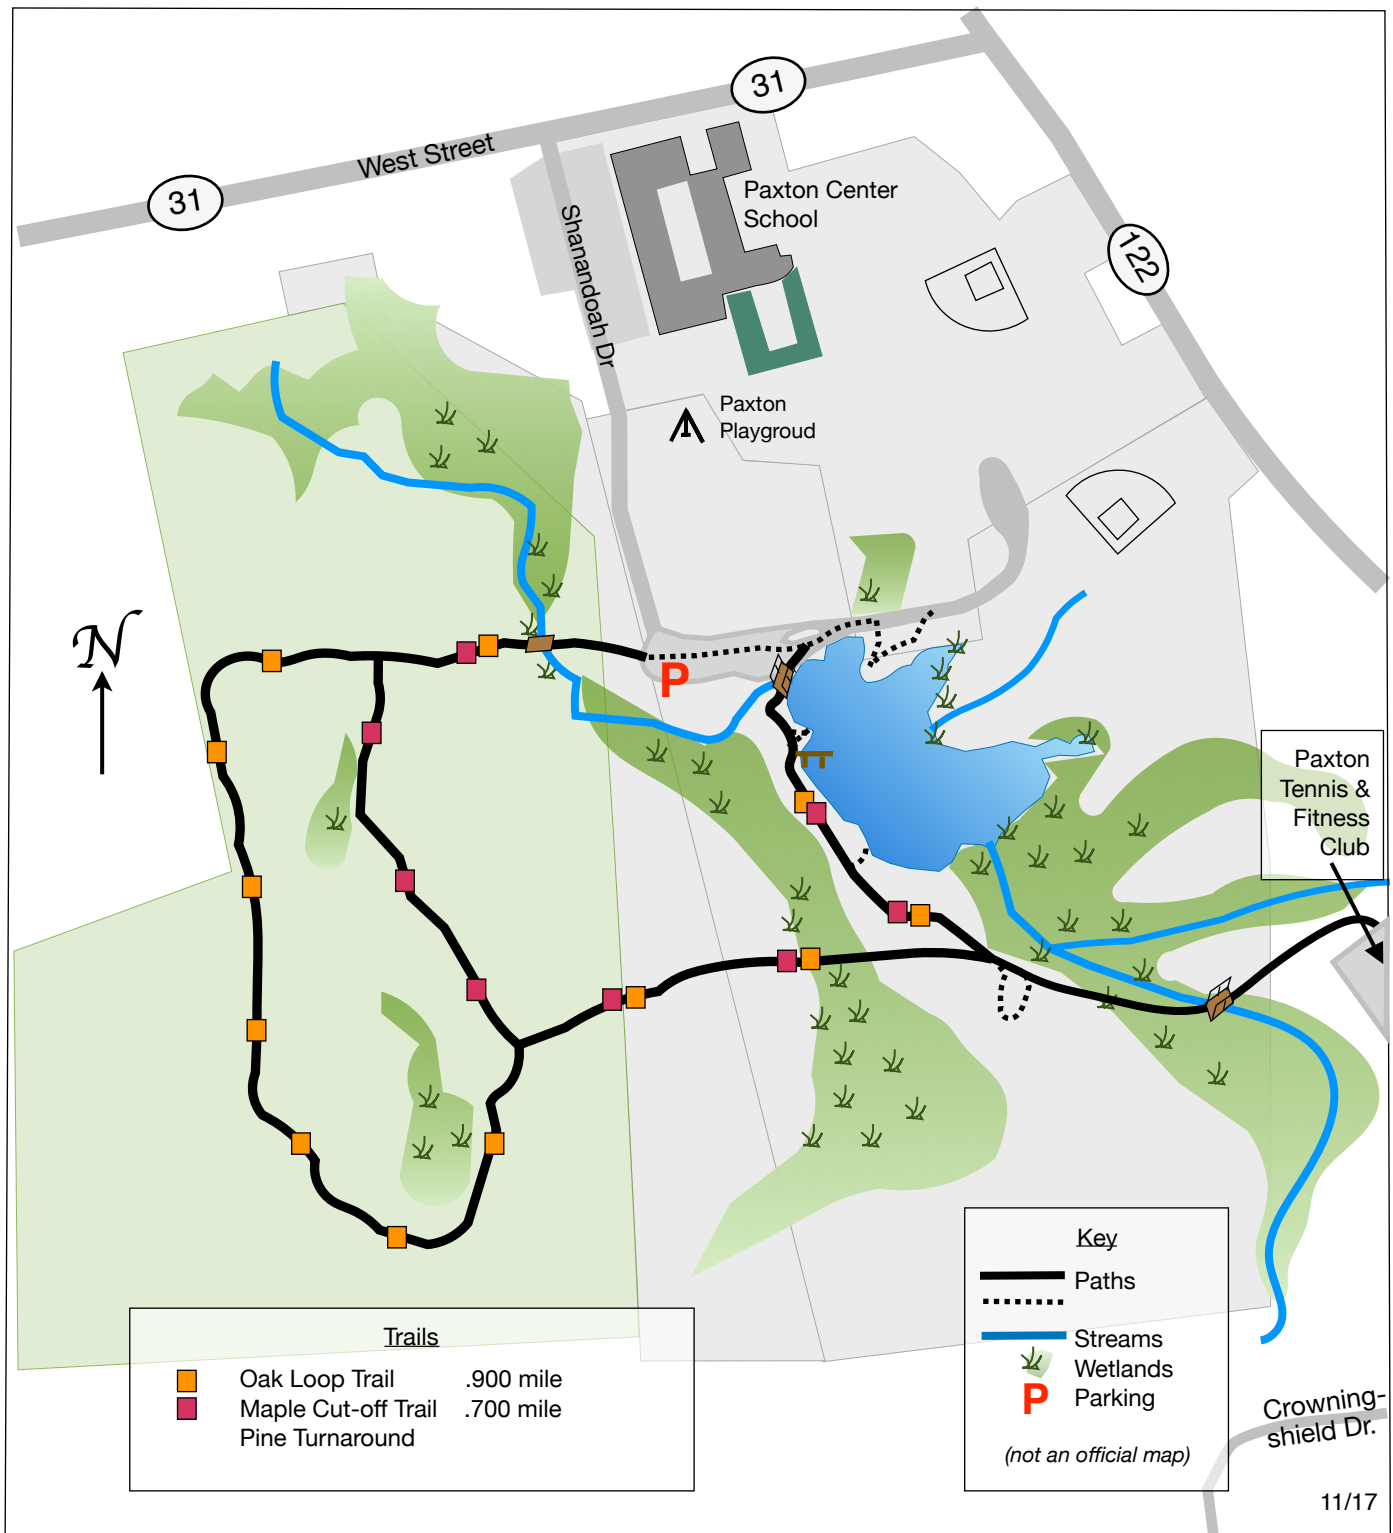 31
West Street
31
Paxton Center
School
Shanandoah Dr
122
Paxton
Playgroud
N
P
Paxton
Tennis &
Fitness
Club
Key
Paths
Streams
Wetlands
P Parking
(not an official map)
Trails
Oak Loop Trail .900 mile
Maple Cut-off Trail .700 mile
Pine Turnaround
Crowning-
shield Dr.
11/17